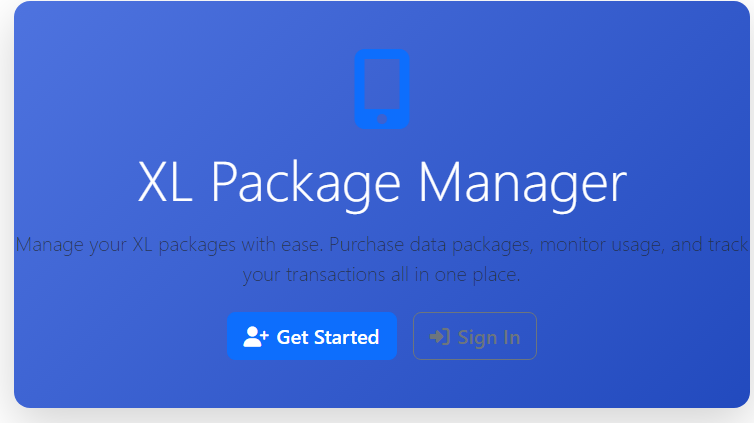 XL Package Manager
Manage your XL packages with ease. Purchase data packages, monitor usage, and track
your transactions all in one place.
Get Started
Sign In